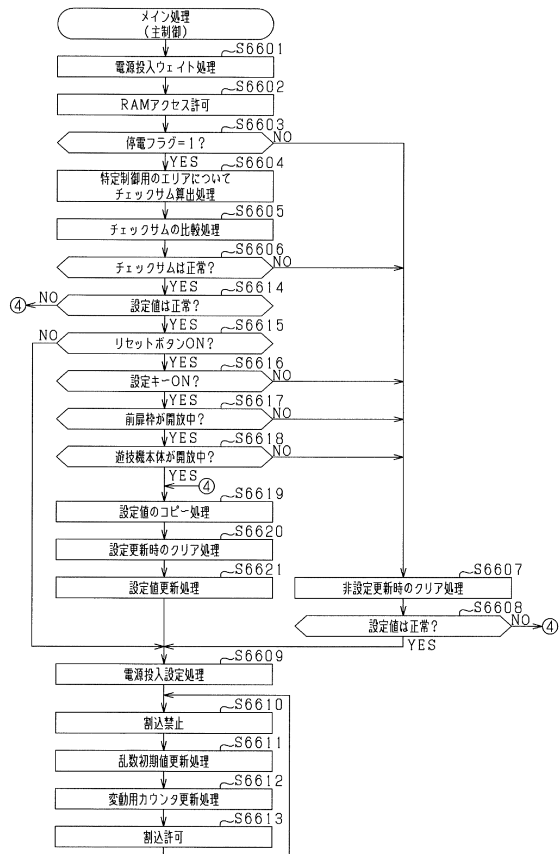 メイン処理
(主制御)
S6601
電源投入ウェイト処理
S6602
RAMアクセス許可
S6603
停電フラグ=1?
NO
YES
S6604
特定制御用のエリアについて
チェックサム算出処理
S6605
チェックサムの比較処理
S6606
チェックサムは正常?
NO
YES
S6614
④
NO
設定値は正常?
YES
S6615
NO
リセットボタンON?
YES
S6616
設定キーON?
NO
YES
S6617
前扉枠が開放中?
NO
YES
S6618
遊技機本体が開放中?
NO
YES
④
S6619
設定値のコピー処理
S6620
設定更新時のクリア処理
S6621
設定値更新処理
S6607
非設定更新時のクリア処理
S6608
設定値は正常?
NO
④
YES
S6609
電源投入設定処理
S6610
割込禁止
S6611
乱数初期値更新処理
S6612
変動用カウンタ更新処理
S6613
割込許可